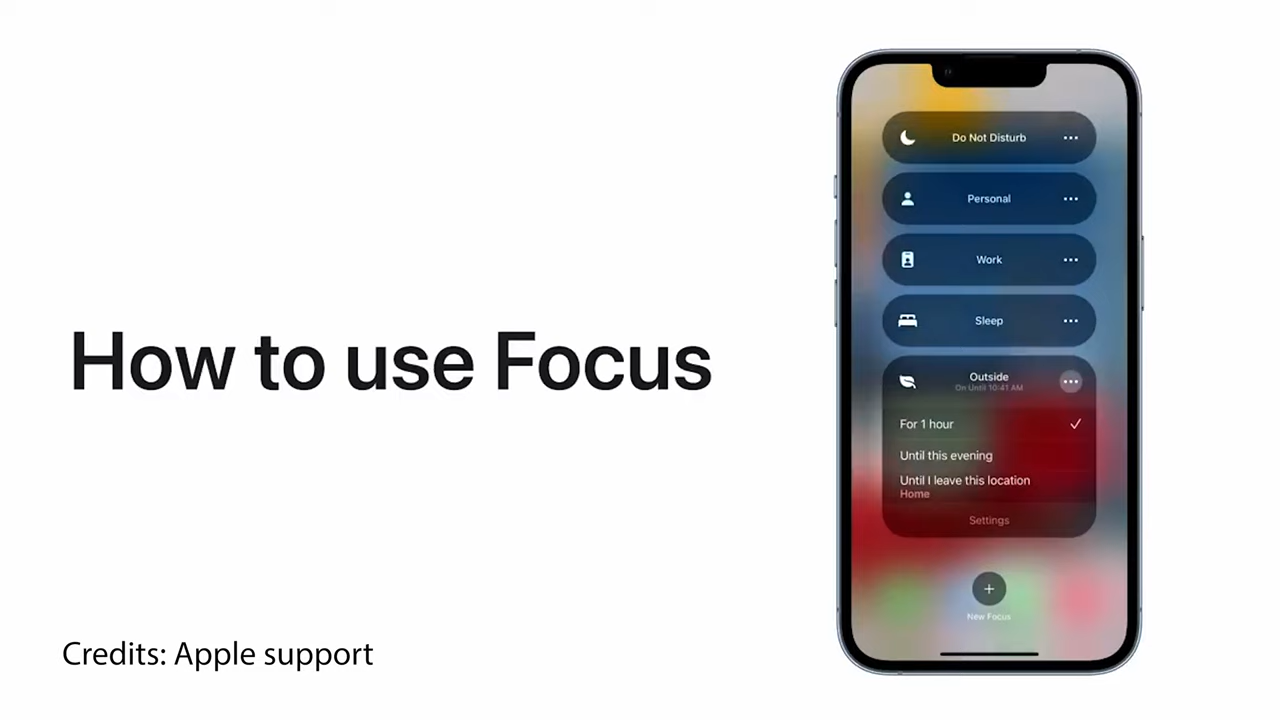 How to use Focus
Credits: Apple support
Do Not Disturb
Personal
Work
Sleep
Outside
On Until 10:41 AM
For 1 hour
Until this evening
Until I leave this location
Home
Settings
New Focus